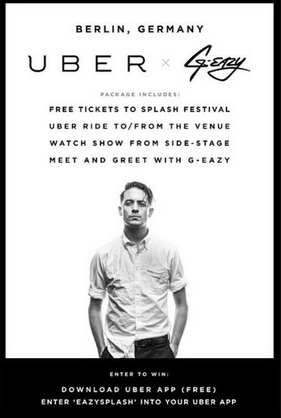 BERLIN, GERMANY
UBER × G-Eazy
PACKAGE INCLUDES:
FREE TICKETS TO SPLASH FESTIVAL
UBER RIDE TO/FROM THE VENUE
WATCH SHOW FROM SIDE-STAGE
MEET AND GREET WITH G-EAZY
ENTER TO WIN:
DOWNLOAD UBER APP (FREE)
ENTER 'EAZYSPLASH' INTO YOUR UBER APP